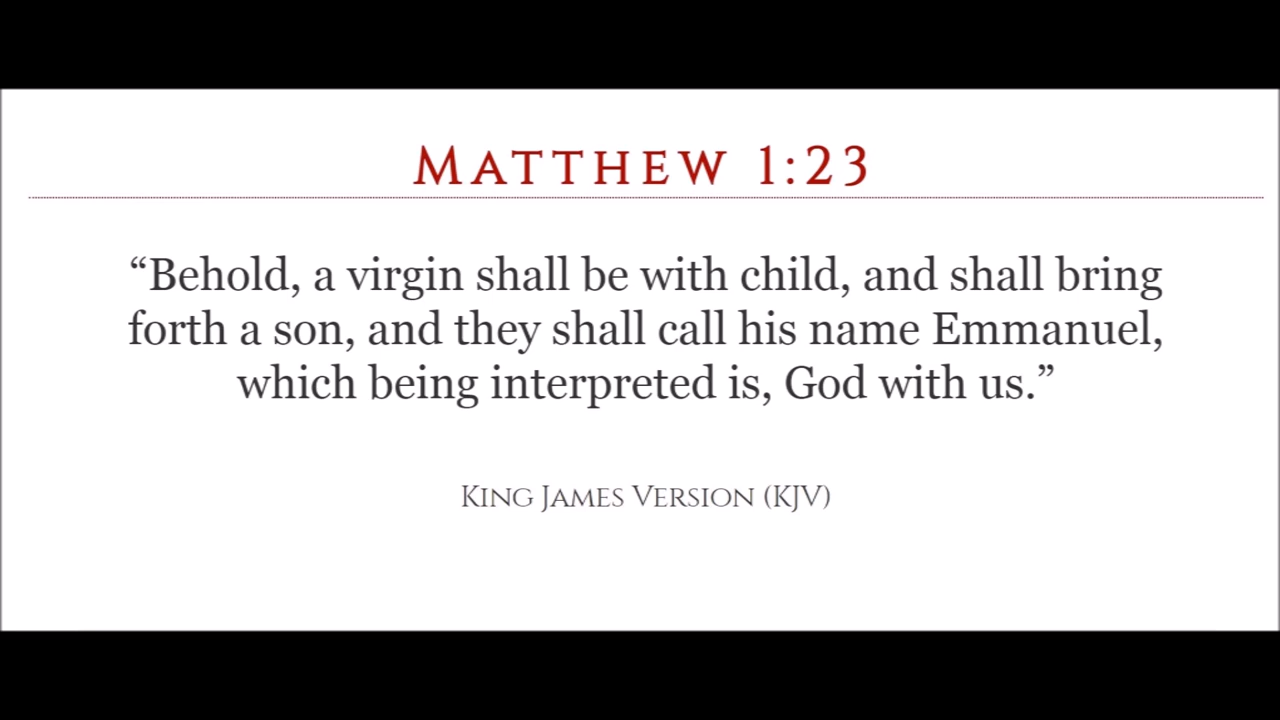 Matthew 1:23
“Behold, a virgin shall be with child, and shall bring
forth a son, and they shall call his name Emmanuel,
which being interpreted is, God with us.”
King James Version (KJV)